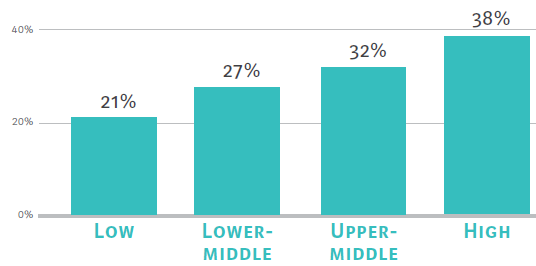 38%
40%
32%
27%
21%
20%
0%
LOW
LOWER-
MIDDLE
UPPER-
MIDDLE
HIGH